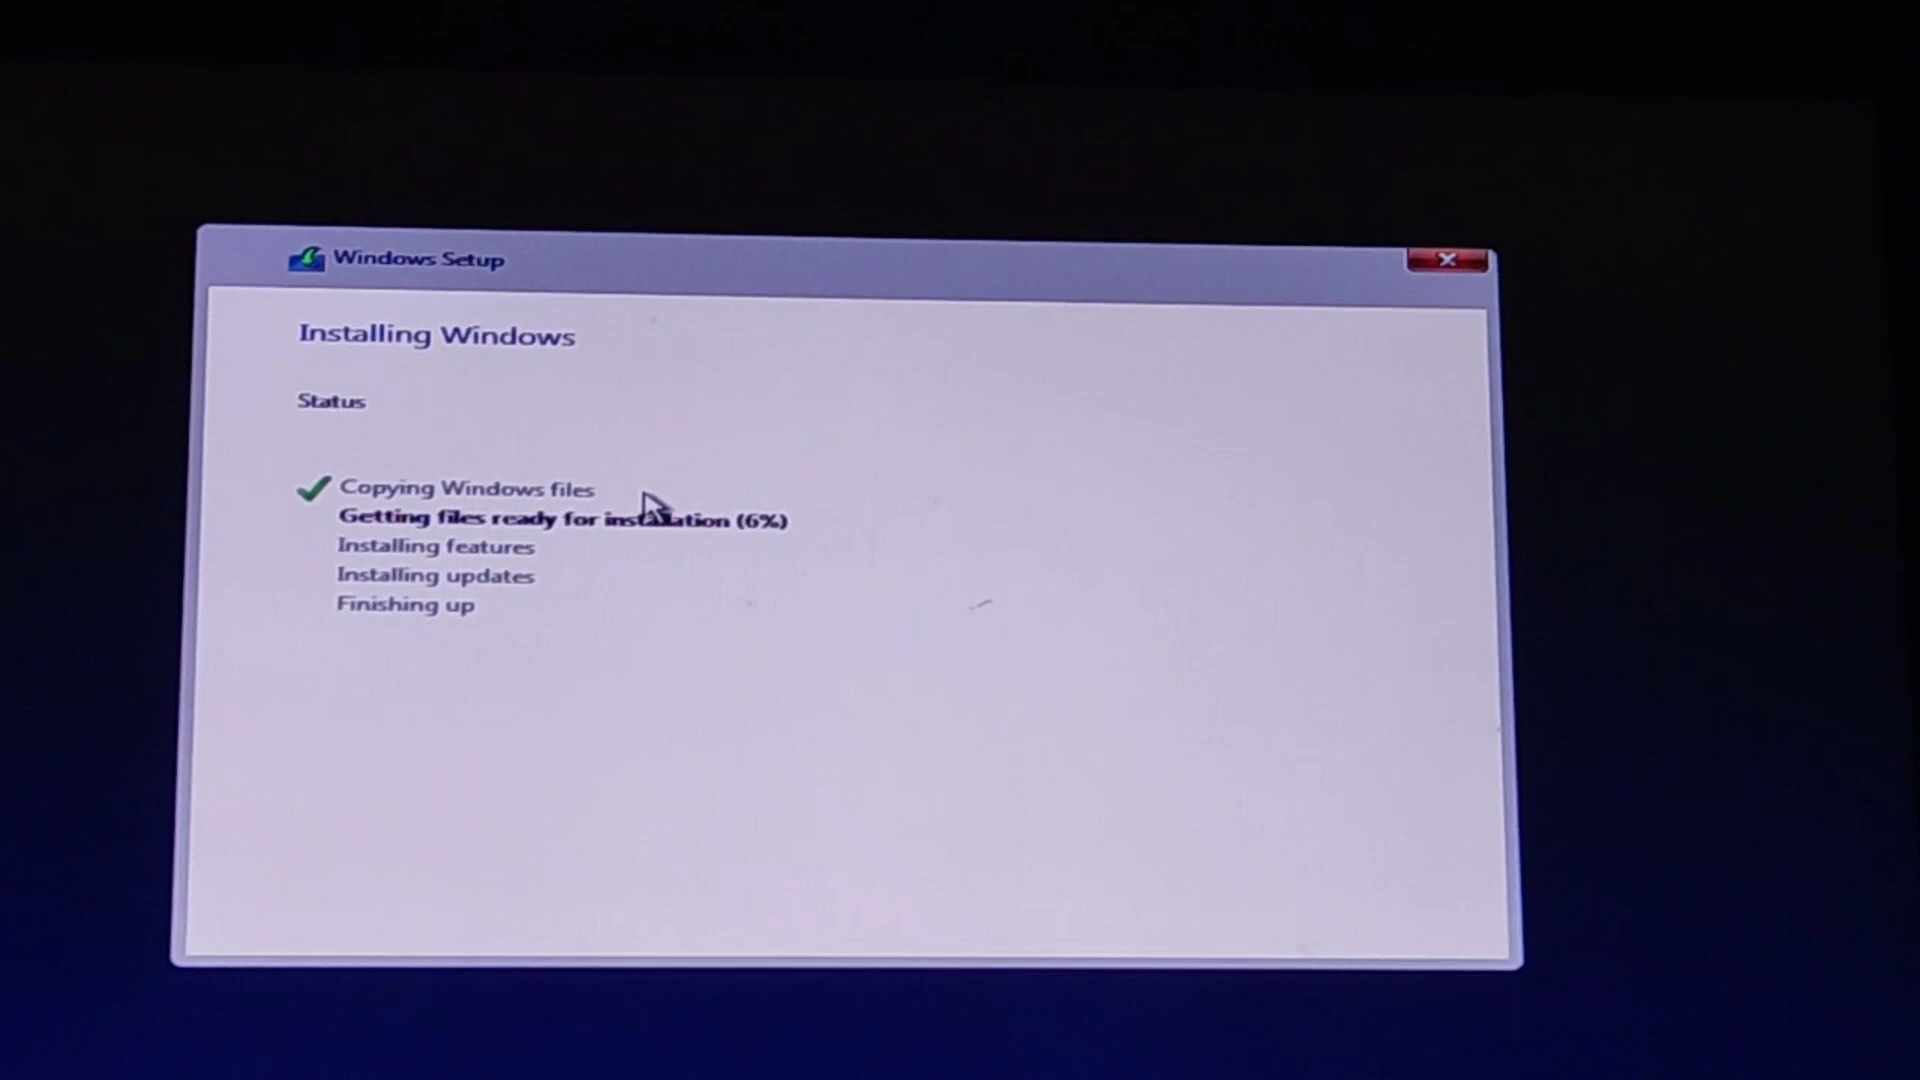 Windows Setup
Installing Windows
Status
Copying Windows files
Getting files ready for installation (6%)
Installing features
Installing updates
Finishing up